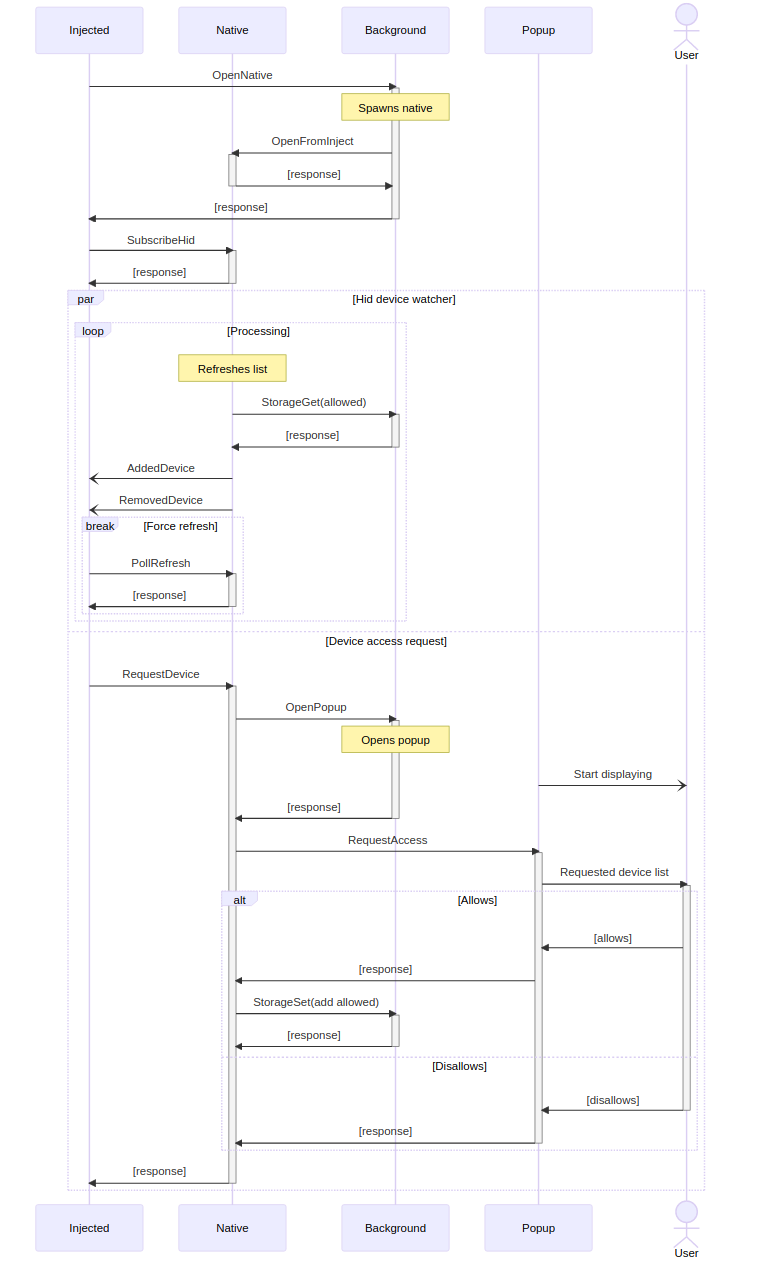 Injected
Native
Background
Popup
User
OpenNative
Spawns native
OpenFromInject
[response]
[response]
SubscribeHid
[response]
par
[Hid device watcher]
loop
[Processing]
Refreshes list
StorageGet(allowed)
[response]
AddedDevice
RemovedDevice
break
[Force refresh]
PollRefresh
[response]
[Device access request]
RequestDevice
OpenPopup
Opens popup
Start displaying
[response]
RequestAccess
Requested device list
alt
[Allows]
[allows]
[response]
StorageSet(add allowed)
[response]
[Disallows]
[disallows]
[response]
[response]
Injected
Native
Background
Popup
User